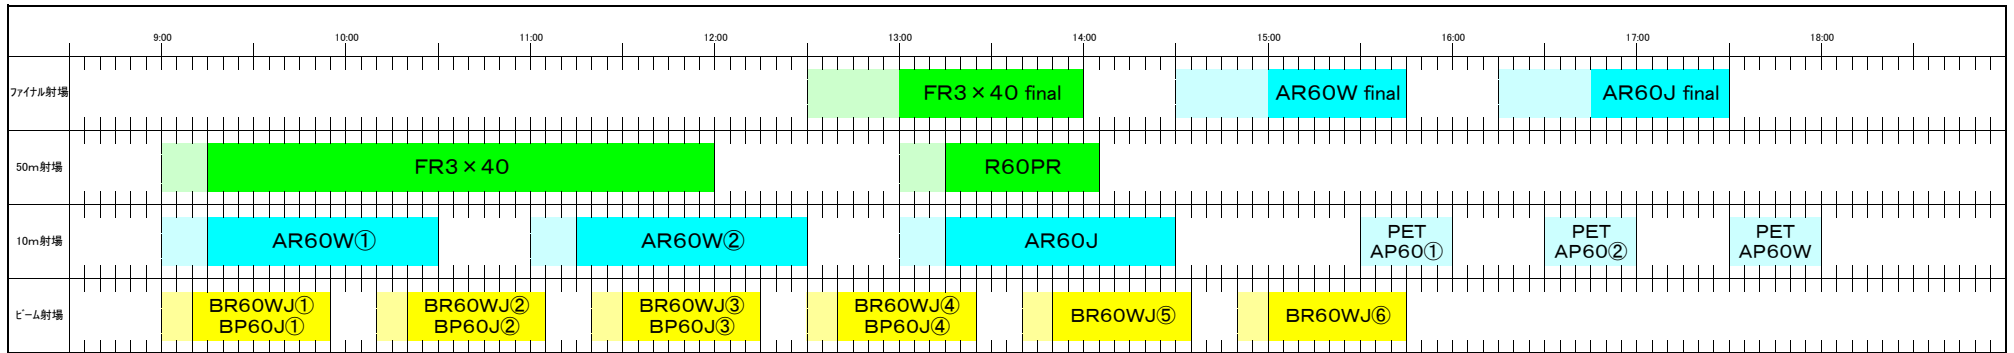 9:00 10:00 11:00 12:00 13:00 14:00 15:00 16:00 17:00 18:00
ﾌｧｲﾅﾙ射場 FR3×40 final AR60W final AR60J final
50m射場 FR3×40 R60PR
10m射場 AR60W① AR60W② AR60J
PET
AP60①
PET
AP60②
PET
AP60W
ﾋﾞｰﾑ射場
BR60WJ①
BP60J①
BR60WJ②
BP60J②
BR60WJ③
BP60J③
BR60WJ④
BP60J④
BR60WJ⑤
BR60WJ⑥